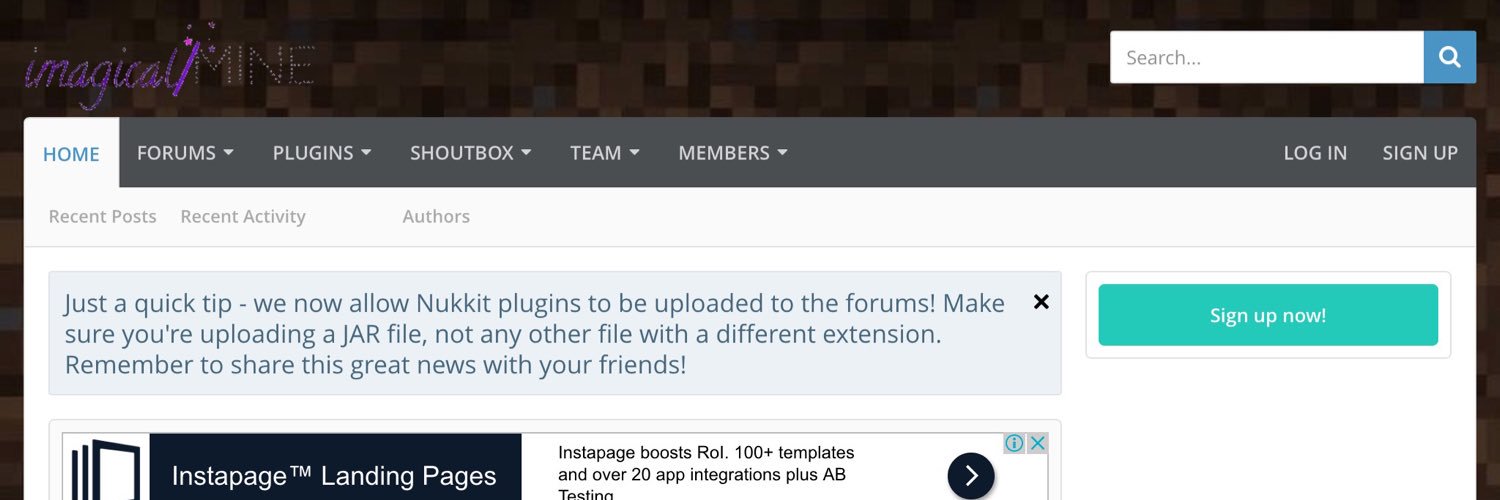 imagical MINE
Search...
HOME FORUMS PLUGINS SHOUTBOX TEAM MEMBERS LOG IN SIGN UP
Recent Posts Recent Activity Authors
Just a quick tip - we now allow Nukkit plugins to be uploaded to the forums! Make
sure you're uploading a JAR file, not any other file with a different extension.
Remember to share this great news with your friends!
Sign up now!
Instapage™ Landing Pages
Instapage boosts RoI. 100+ templates
and over 20 app integrations plus AB
Testing